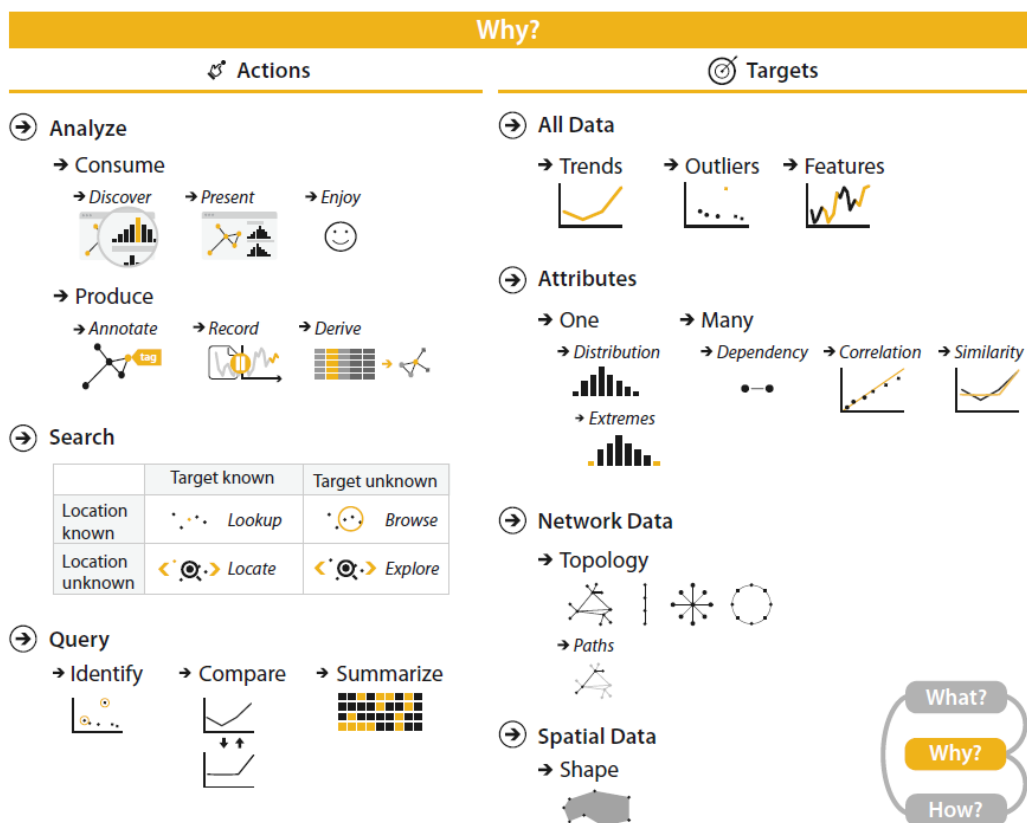 Why?
Actions
Analyze
Consume
Discover
Present
Enjoy
Produce
Annotate
Record
Derive
tag
Search
Target known
Target unknown
Location known
Lookup
Browse
Location unknown
Locate
Explore
Query
Identify
Compare
Summarize
Targets
All Data
Trends
Outliers
Features
Attributes
One
Many
Distribution
Dependency
Correlation
Similarity
Extremes
Network Data
Topology
Paths
Spatial Data
Shape
What?
Why?
How?